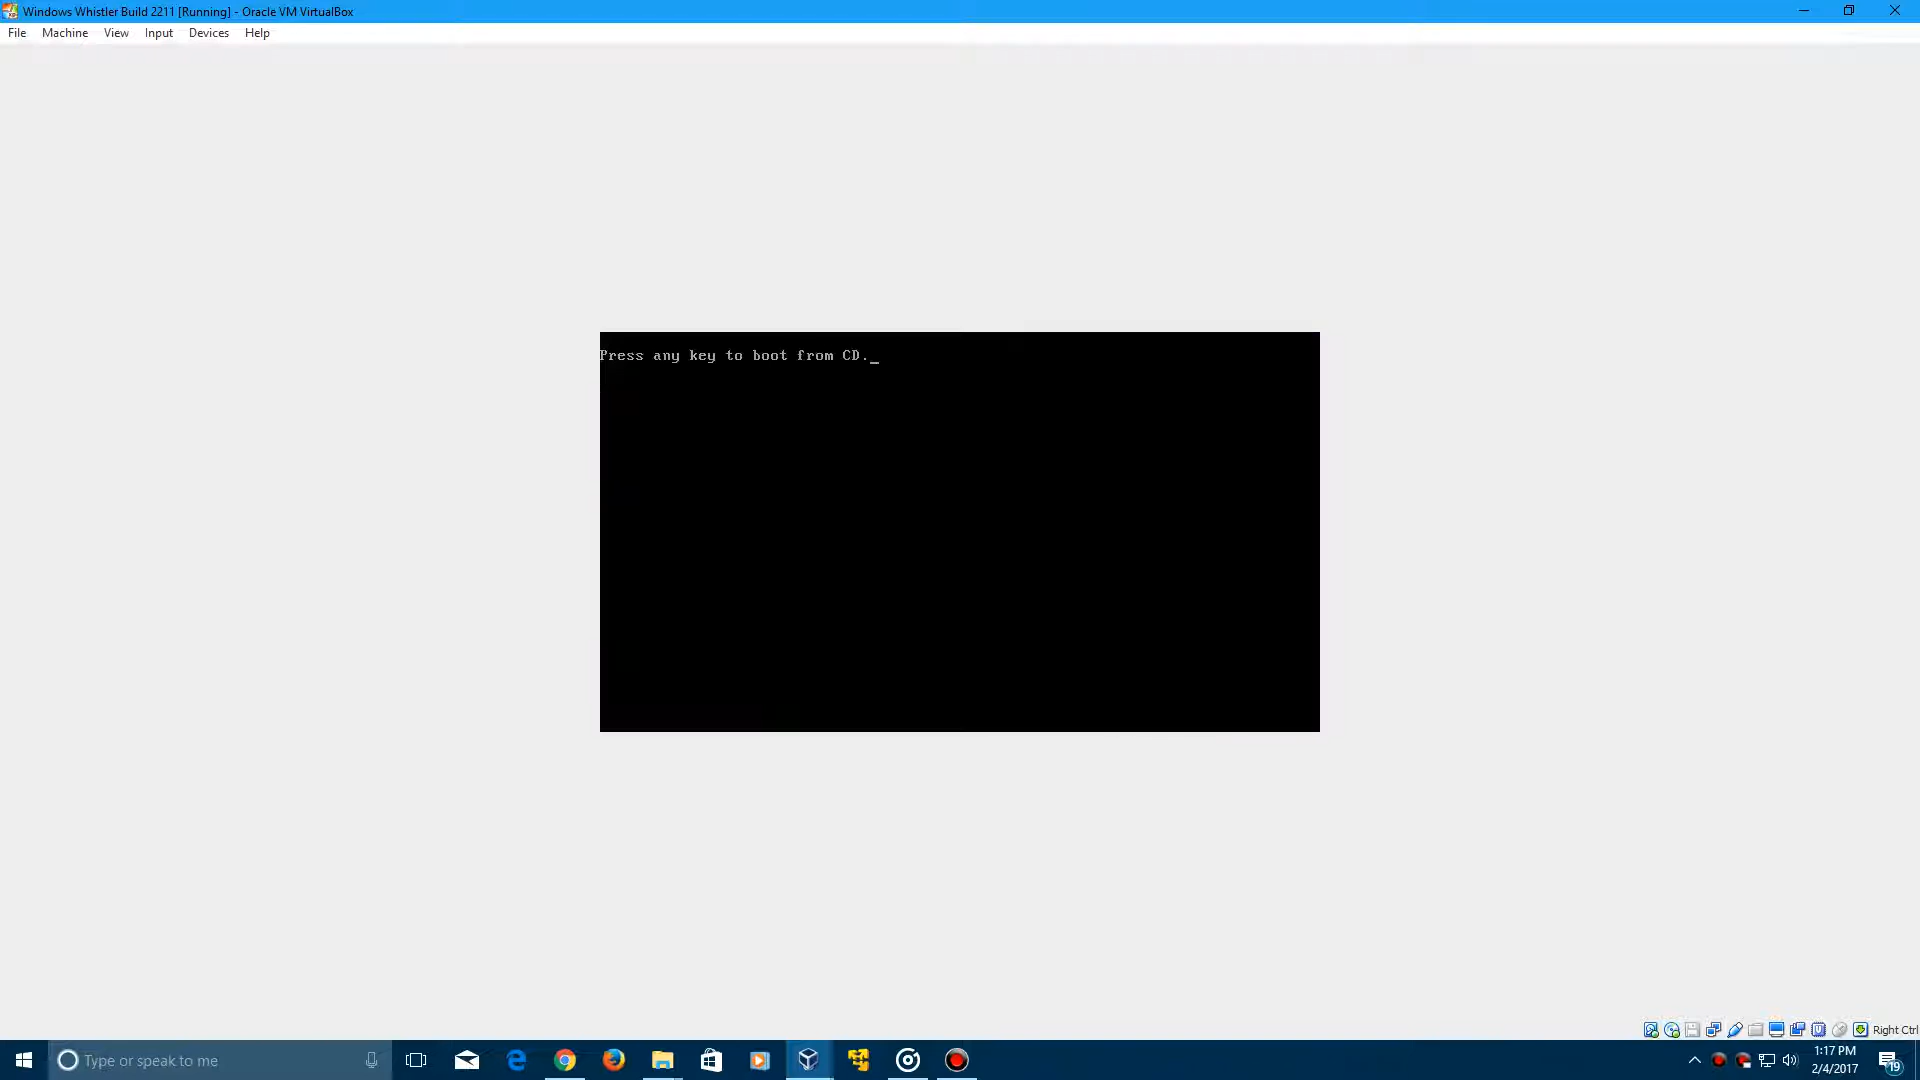 Windows Whistler Build 2211 [Running] - Oracle VM VirtualBox
File Machine View Input Devices Help
Press any key to boot from CD._
Right Ctrl
Type or speak to me
1:17 PM
2/4/2017
19